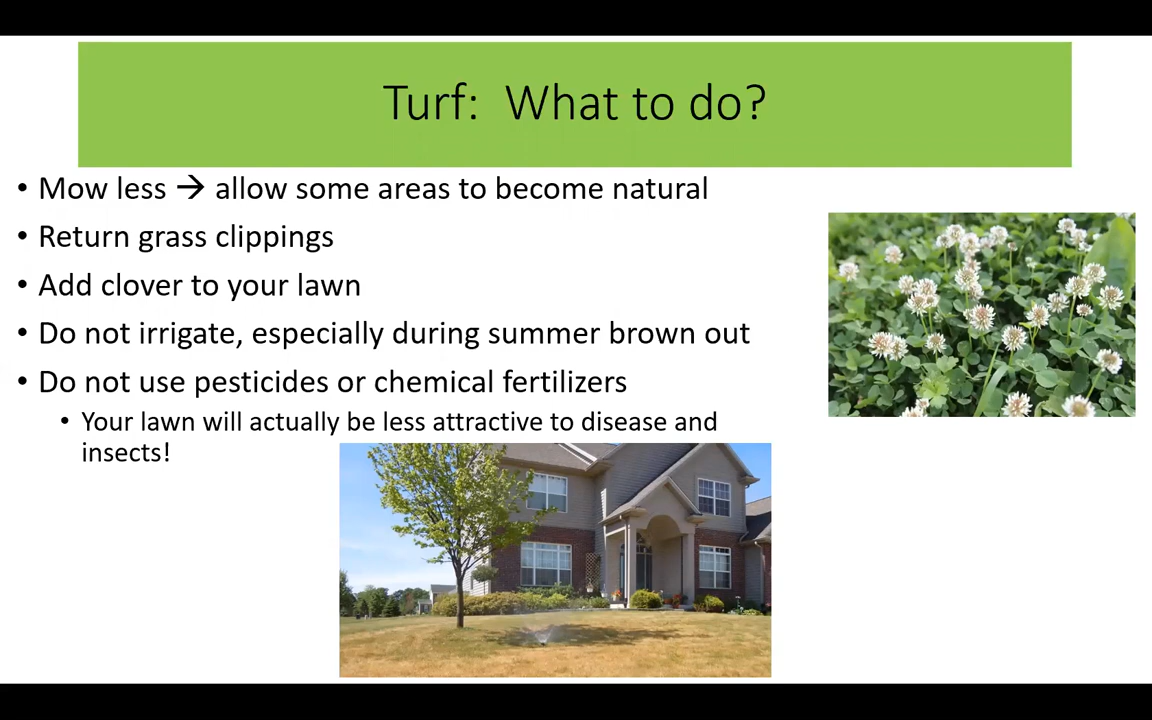 Turf:  What to do?
• Mow less → allow some areas to become natural
• Return grass clippings
• Add clover to your lawn
• Do not irrigate, especially during summer brown out
• Do not use pesticides or chemical fertilizers
• Your lawn will actually be less attractive to disease and
insects!